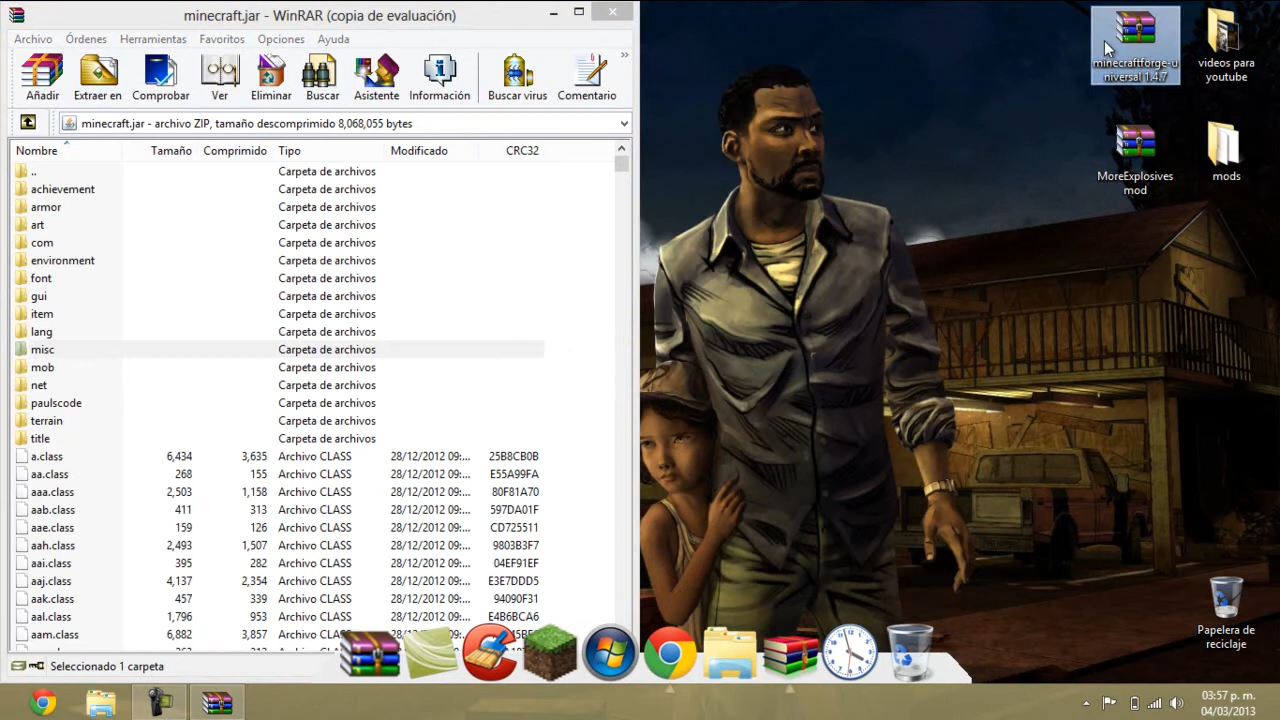 minecraft.jar - WinRAR (copia de evaluación)
Archivo Órdenes Herramientas Favoritos Opciones Ayuda
Añadir Extraer en Comprobar Ver Eliminar Buscar Asistente Información Buscar virus Comentario
minecraft.jar - archivo ZIP, tamaño descomprimido 8,068,055 bytes
Nombre Tamaño Comprimido Tipo Modificado CRC32
.. Carpeta de archivos
achievement Carpeta de archivos
armor Carpeta de archivos
art Carpeta de archivos
com Carpeta de archivos
environment Carpeta de archivos
font Carpeta de archivos
gui Carpeta de archivos
item Carpeta de archivos
lang Carpeta de archivos
misc Carpeta de archivos
mob Carpeta de archivos
net Carpeta de archivos
paulscode Carpeta de archivos
terrain Carpeta de archivos
title Carpeta de archivos
a.class 6,434 3,635 Archivo CLASS 28/12/2012 09:... 25B8CB0B
aa.class 268 155 Archivo CLASS 28/12/2012 09:... E55A99FA
aaa.class 2,503 1,158 Archivo CLASS 28/12/2012 09:... 80F81A70
aab.class 411 313 Archivo CLASS 28/12/2012 09:... 597DA01F
aae.class 159 126 Archivo CLASS 28/12/2012 09:... CD725511
aah.class 2,493 1,507 Archivo CLASS 28/12/2012 09:... 9803B3F7
aai.class 395 282 Archivo CLASS 28/12/2012 09:... 04EF91EF
aaj.class 4,137 2,354 Archivo CLASS 28/12/2012 09:... E3E7DDD5
aak.class 457 339 Archivo CLASS 28/12/2012 09:... 94090F31
aal.class 1,796 953 Archivo CLASS 28/12/2012 09:... E4B6BCA6
aam.class 6,882 3,857 Archivo CLASS
Seleccionado 1 carpeta
minecraftforge-u
niversal 1.4.7
videos para
youtube
MoreExplosives
mod
mods
Papelera de
reciclaje
03:57 p. m.
04/03/2013